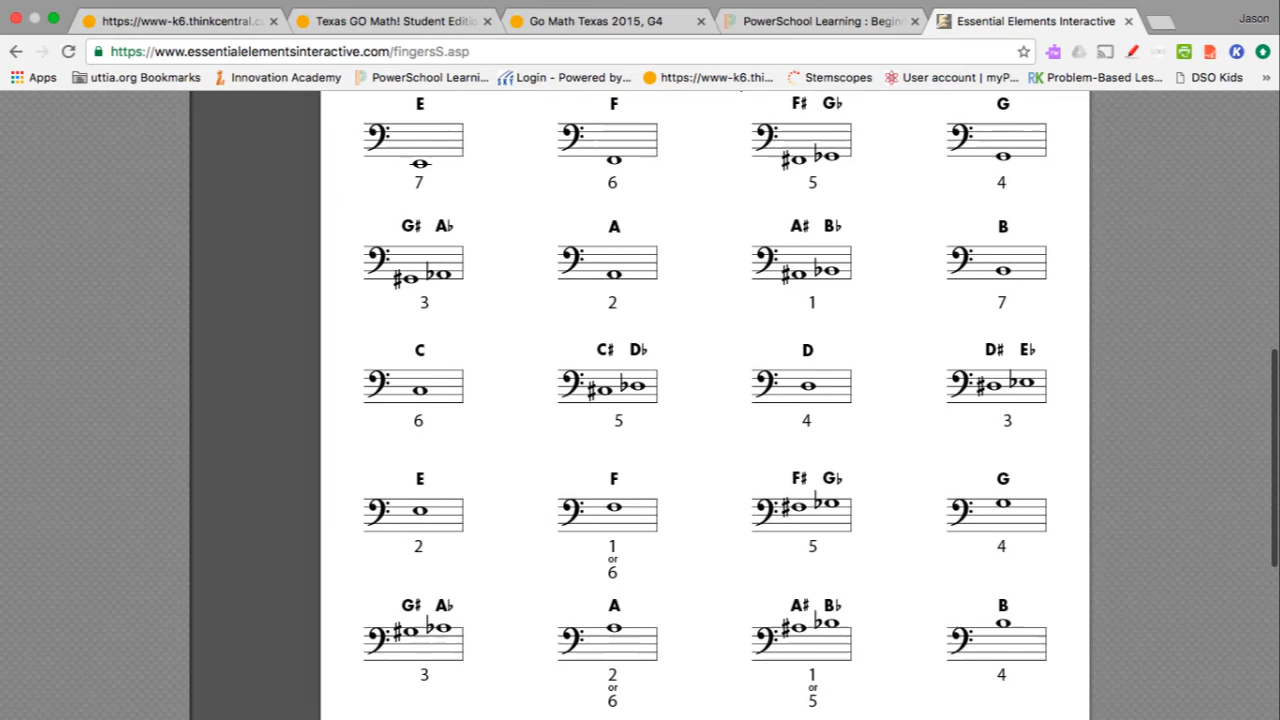 https://www-k6.thinkcentral.c
Texas GO Math! Student Editio
Go Math Texas 2015, G4
PowerSchool Learning : Begin
Essential Elements Interactive
Jason
https://www.essentialelementsinteractive.com/fingersS.asp
Apps
uttia.org Bookmarks
Innovation Academy
PowerSchool Learni...
Login - Powered by...
https://www-k6.thi...
Stemscopes
User account | myP...
Problem-Based Les...
DSO Kids
»
E F F♯ G♭ G
7 6 5 4
G♯ A♭ A A♯ B♭ B
3 2 1 7
C C♯ D♭ D D♯ E♭
6 5 4 3
E F F♯ G♭ G
2 1 5 4
or
6
G♯ A♭ A A♯ B♭ B
3 2 1 4
or or
6 5